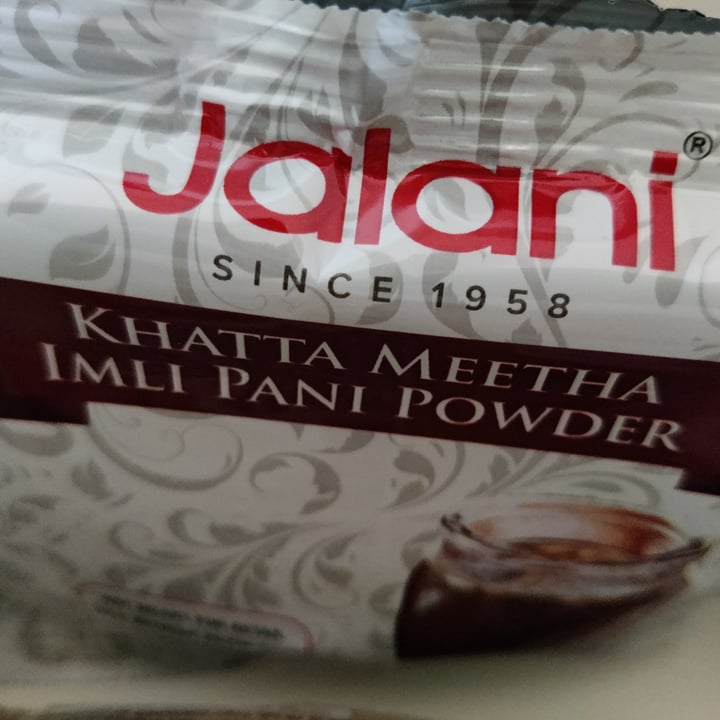 Jalani®
SINCE 1958
KHATTA MEETHA
IMLI PANI POWDER